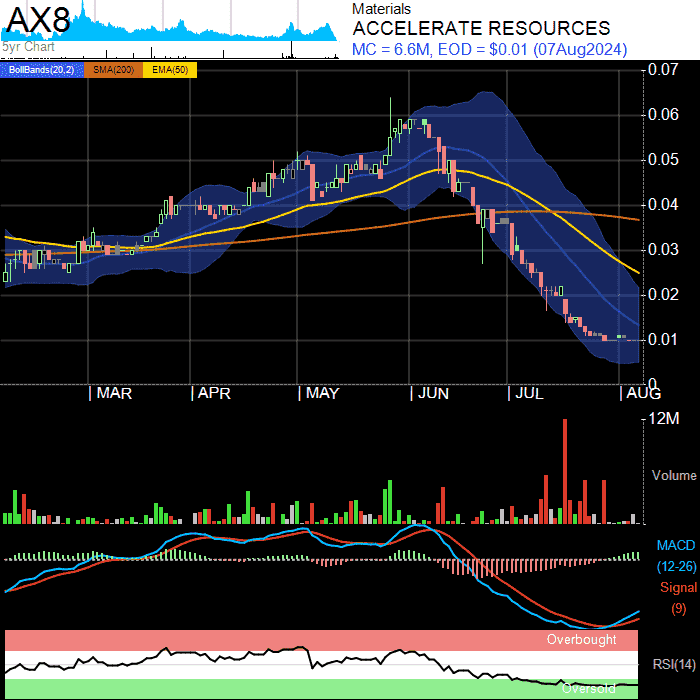 AX8
5yr Chart
Materials
ACCELERATE RESOURCES
MC = 6.6M, EOD = $0.01 (07Aug2024)
BollBands(20,2) SMA(200) EMA(50)
0.07
0.06
0.05
0.04
0.03
0.02
0.01
0
MAR APR MAY JUN JUL AUG
12M
Volume
MACD
(12-26)
Signal
(9)
Overbought
RSI(14)
Oversold